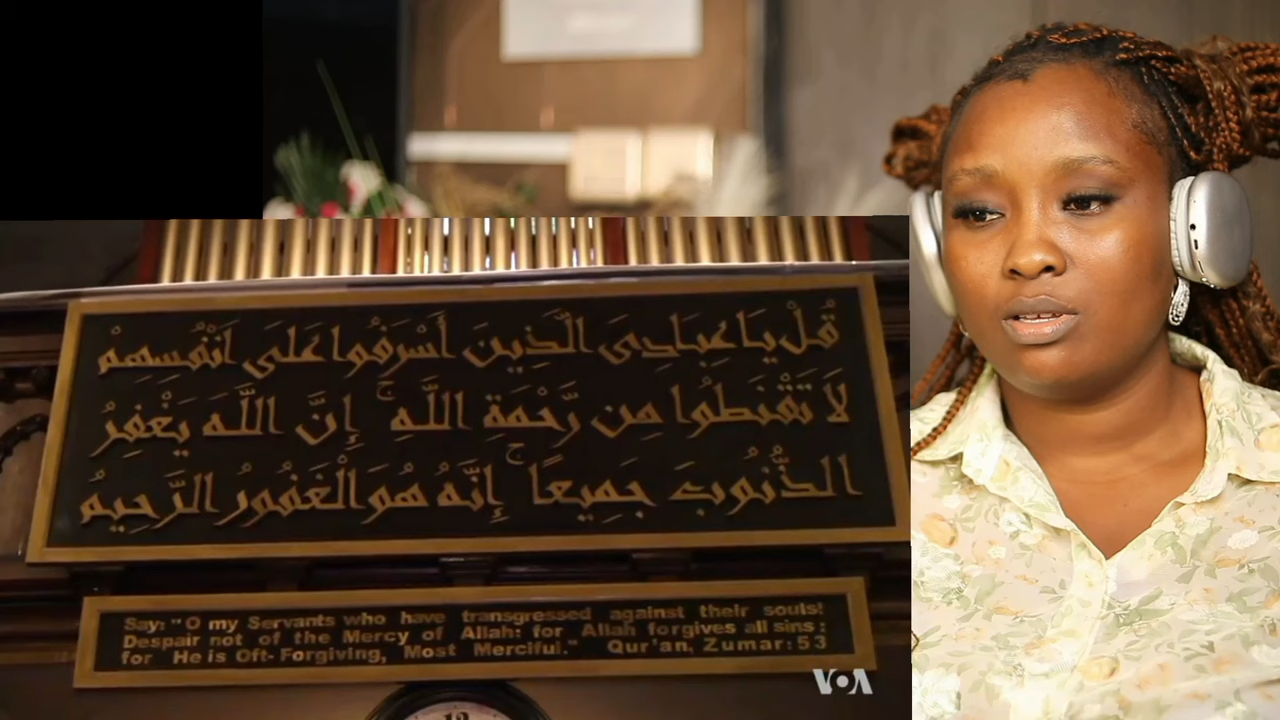 قُلْ يَا عِبَادِىَ الَّذِينَ أَسْرَفُوا عَلَى أَنْفُسِهِمْ
لَا تَقْنَطُوا مِن رَّحْمَةِ اللَّهِ ۚ إِنَّ اللَّهَ يَغْفِرُ
الذُّنُوبَ جَمِيعًا ۚ إِنَّهُ هُوَ الْغَفُورُ الرَّحِيمُ
Say: "O my Servants who have transgressed against their souls!
Despair not of the Mercy of Allah: for Allah forgives all sins:
for He is Oft-Forgiving, Most Merciful." Qur'an, Zumar:53
VOA
12